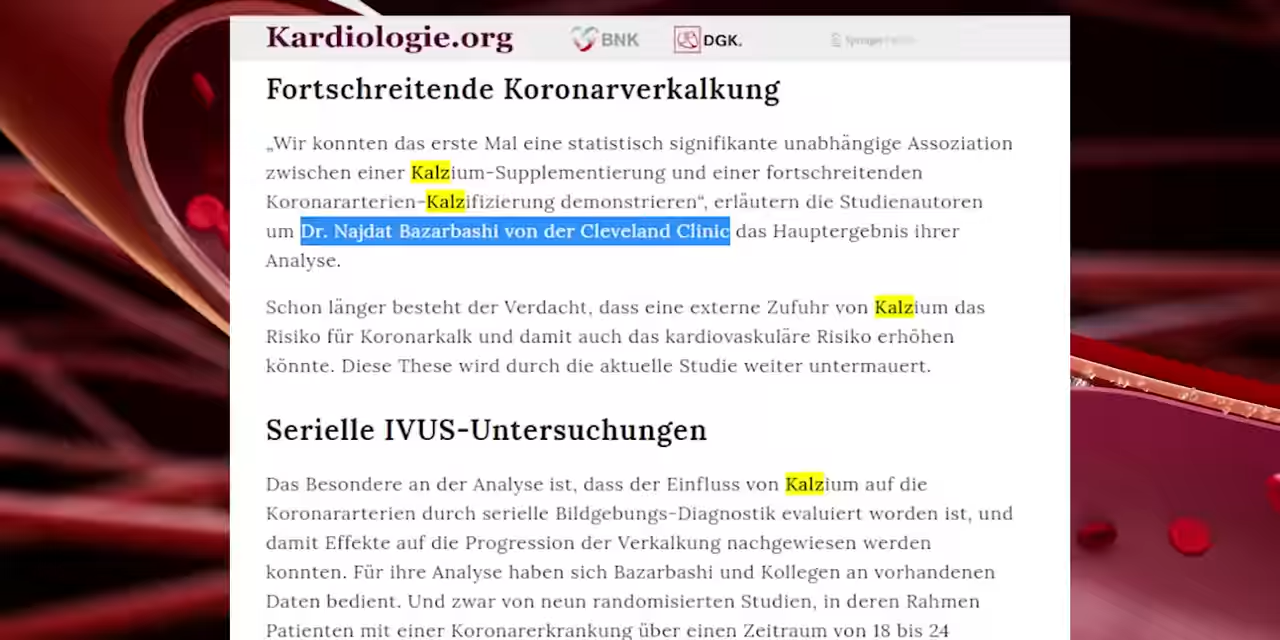 Kardiologie.org
BNK
DGK.
Springer
Fortschreitende Koronarverkalkung
„Wir konnten das erste Mal eine statistisch signifikante unabhängige Assoziation
zwischen einer Kalzium-Supplementierung und einer fortschreitenden
Koronararterien-Kalzifizierung demonstrieren“, erläutern die Studienautoren
um Dr. Najdat Bazarbashi von der Cleveland Clinic das Hauptergebnis ihrer
Analyse.
Schon länger besteht der Verdacht, dass eine externe Zufuhr von Kalzium das
Risiko für Koronarkalk und damit auch das kardiovaskuläre Risiko erhöhen
könnte. Diese These wird durch die aktuelle Studie weiter untermauert.
Serielle IVUS-Untersuchungen
Das Besondere an der Analyse ist, dass der Einfluss von Kalzium auf die
Koronararterien durch serielle Bildgebungs-Diagnostik evaluiert worden ist, und
damit Effekte auf die Progression der Verkalkung nachgewiesen werden
konnten. Für ihre Analyse haben sich Bazarbashi und Kollegen an vorhandenen
Daten bedient. Und zwar von neun randomisierten Studien, in deren Rahmen
Patienten mit einer Koronarerkrankung über einen Zeitraum von 18 bis 24